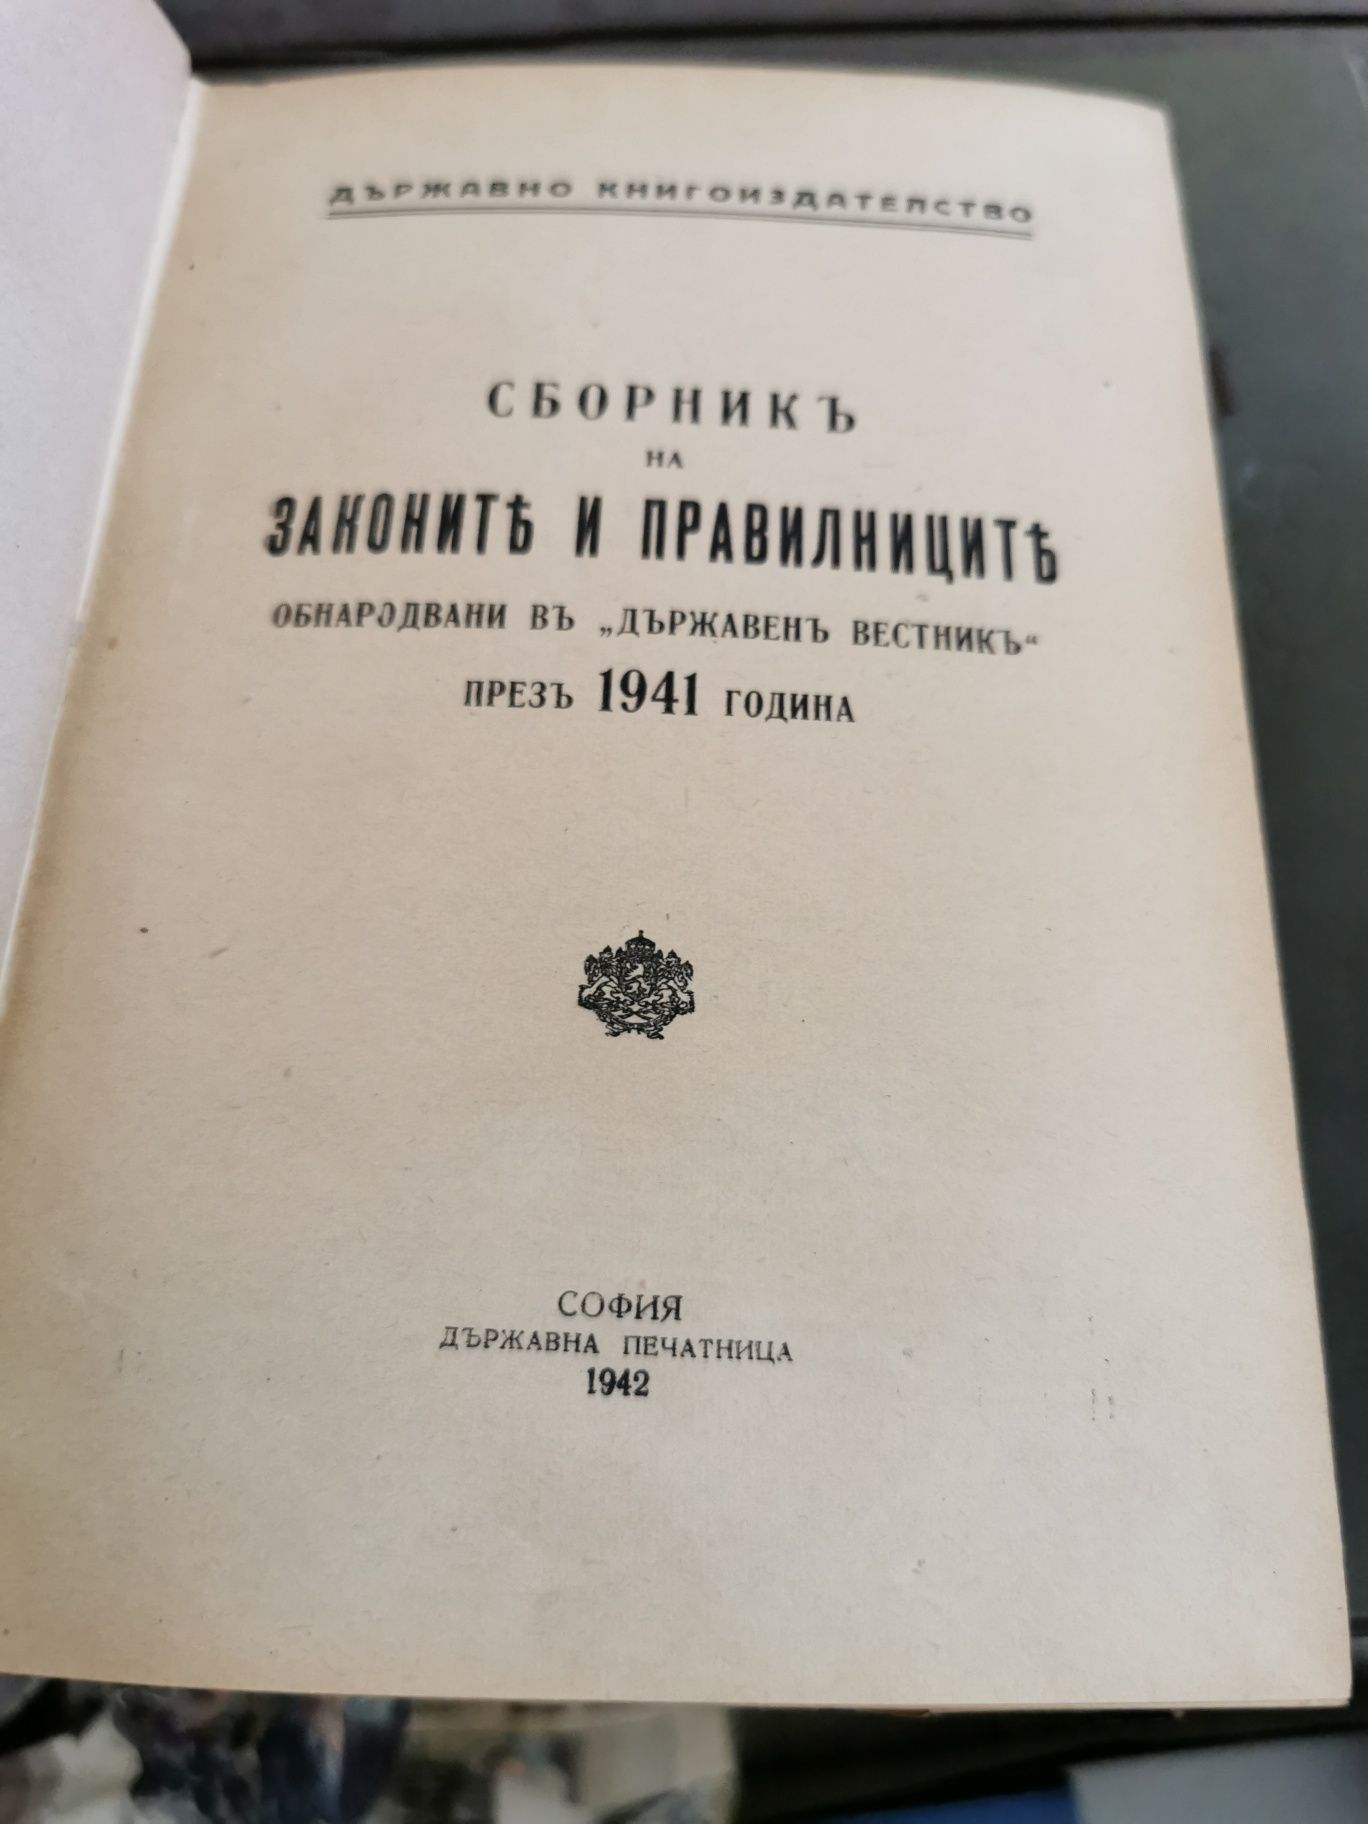 ДЪРЖАВНО КНИГОИЗДАТЕЛСТВО
СБОРНИКЪ
НА
ЗАКОНИТѢ И ПРАВИЛНИЦИТѢ
ОБНАРОДВАНИ ВЪ „ДЪРЖАВЕНЪ ВЕСТНИКЪ“
ПРЕЗЪ 1941 ГОДИНА
СОФИЯ
ДЪРЖАВНА ПЕЧАТНИЦА
1942